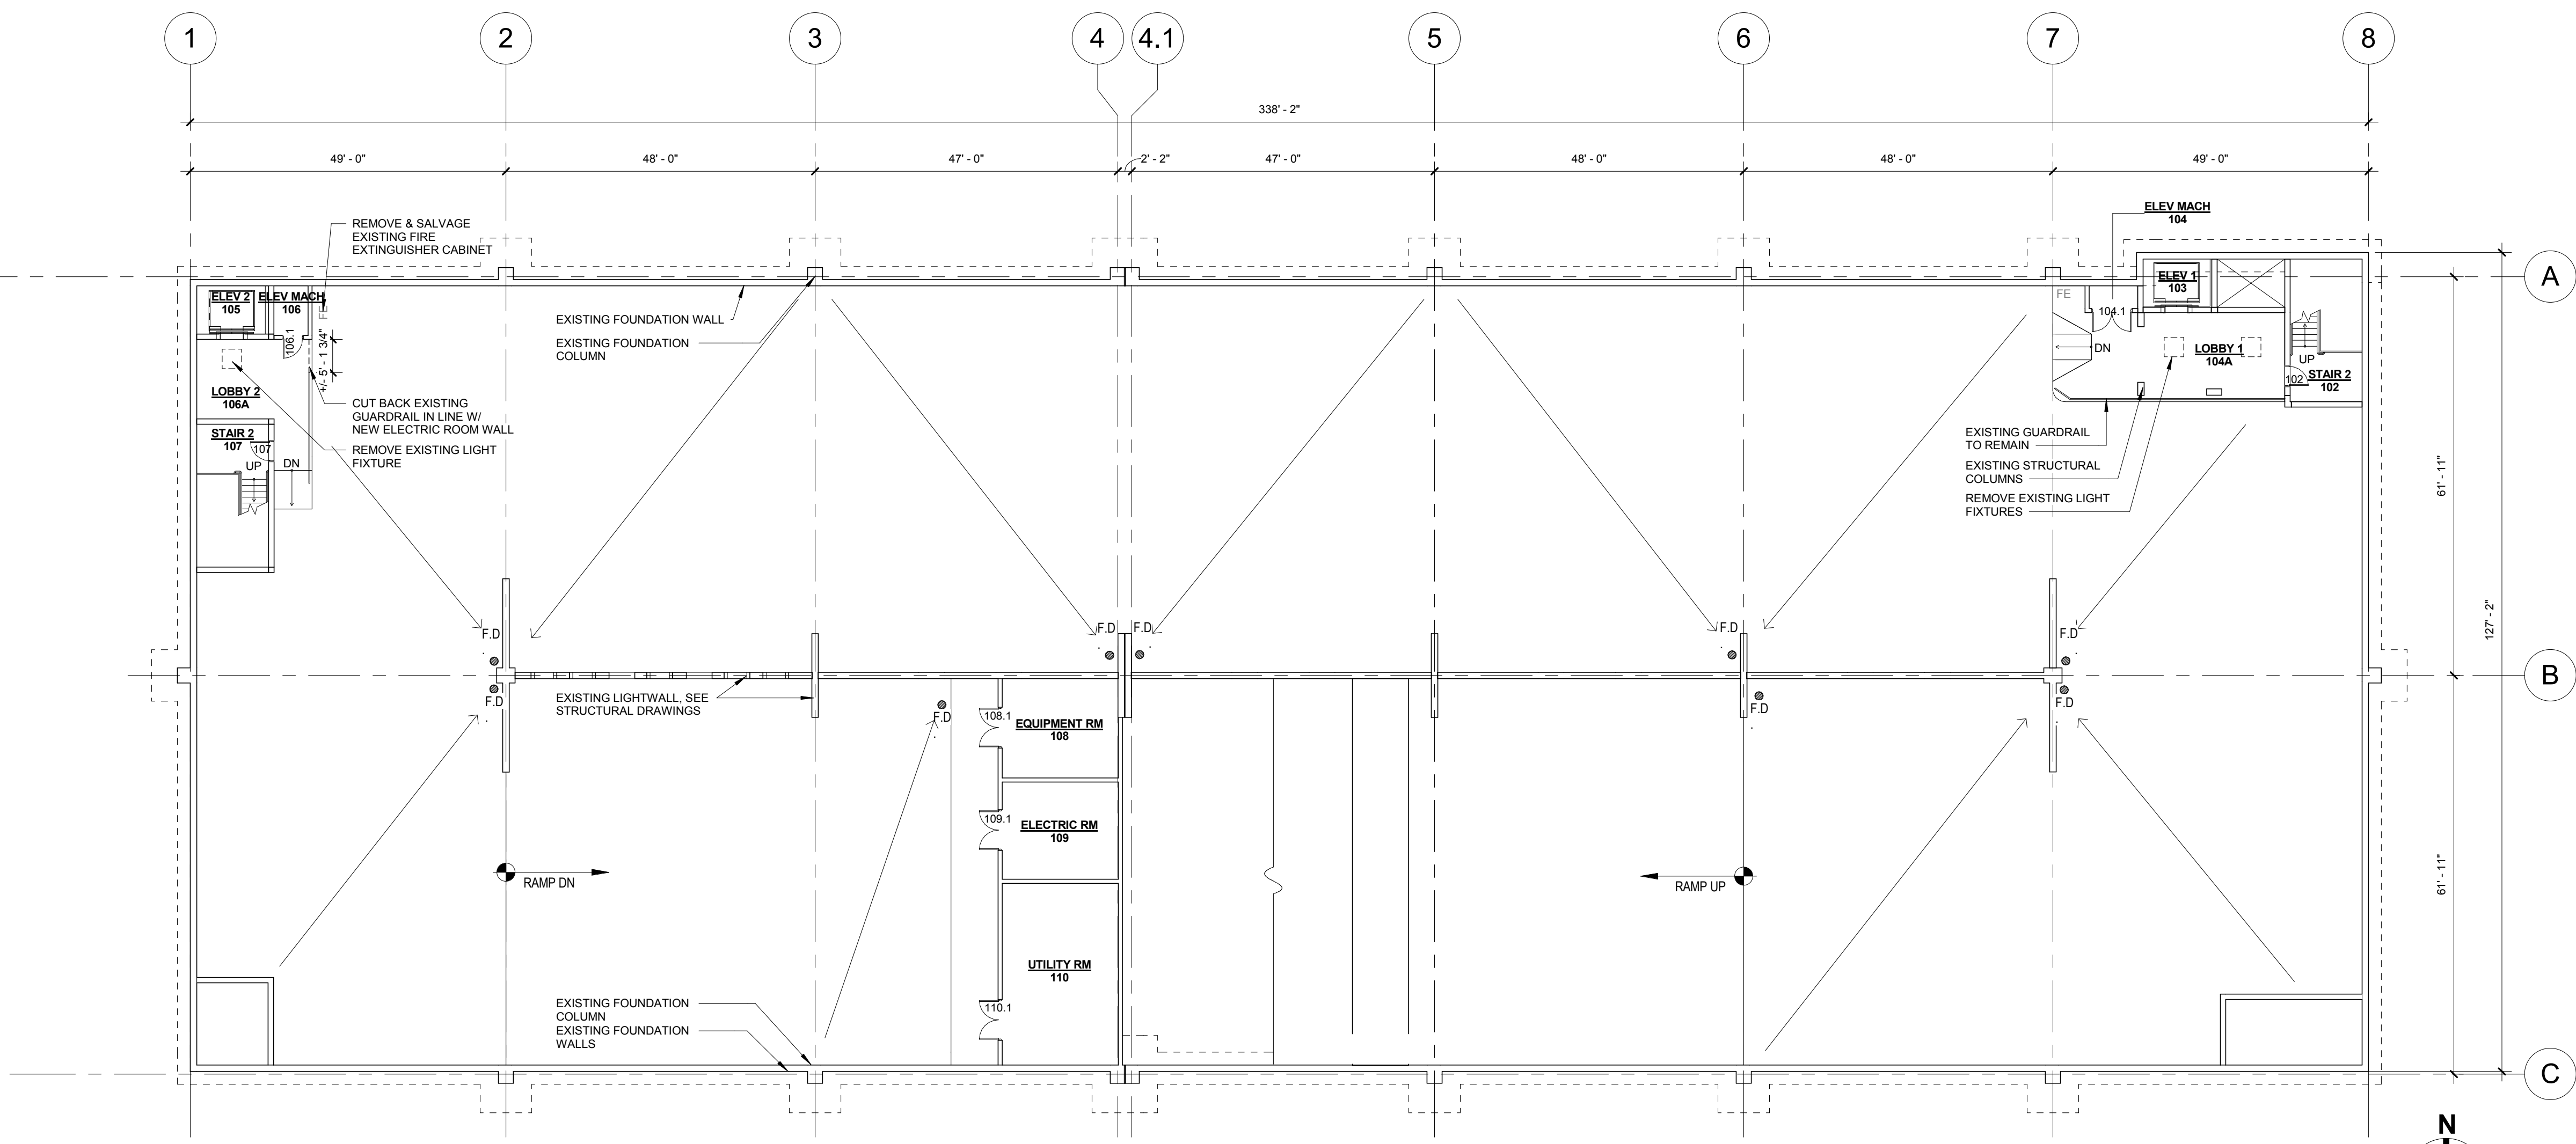 1
2
3
4
4.1
5
6
7
8
338' - 2"
49' - 0"
48' - 0"
47' - 0"
2' - 2"
47' - 0"
48' - 0"
48' - 0"
49' - 0"
REMOVE & SALVAGE
EXISTING FIRE
EXTINGUISHER CABINET
ELEV MACH
104
A
ELEV 2
105
ELEV MACH
106
FE
106.1
+/- 5' - 1 3/4"
EXISTING FOUNDATION WALL
EXISTING FOUNDATION
COLUMN
FE
ELEV 1
103
104.1
DN
LOBBY 1
104A
UP
STAIR 2
102
102
LOBBY 2
106A
CUT BACK EXISTING
GUARDRAIL IN LINE W/
NEW ELECTRIC ROOM WALL
STAIR 2
107
107
UP
DN
REMOVE EXISTING LIGHT
FIXTURE
EXISTING GUARDRAIL
TO REMAIN
EXISTING STRUCTURAL
COLUMNS
REMOVE EXISTING LIGHT
FIXTURES
61' - 11"
127' - 2"
F.D
F.D
F.D
F.D
F.D
B
F.D
EXISTING LIGHTWALL, SEE
STRUCTURAL DRAWINGS
F.D
F.D
F.D
108.1
EQUIPMENT RM
108
109.1
ELECTRIC RM
109
RAMP DN
RAMP UP
61' - 11"
UTILITY RM
110
110.1
EXISTING FOUNDATION
COLUMN
EXISTING FOUNDATION
WALLS
C
N